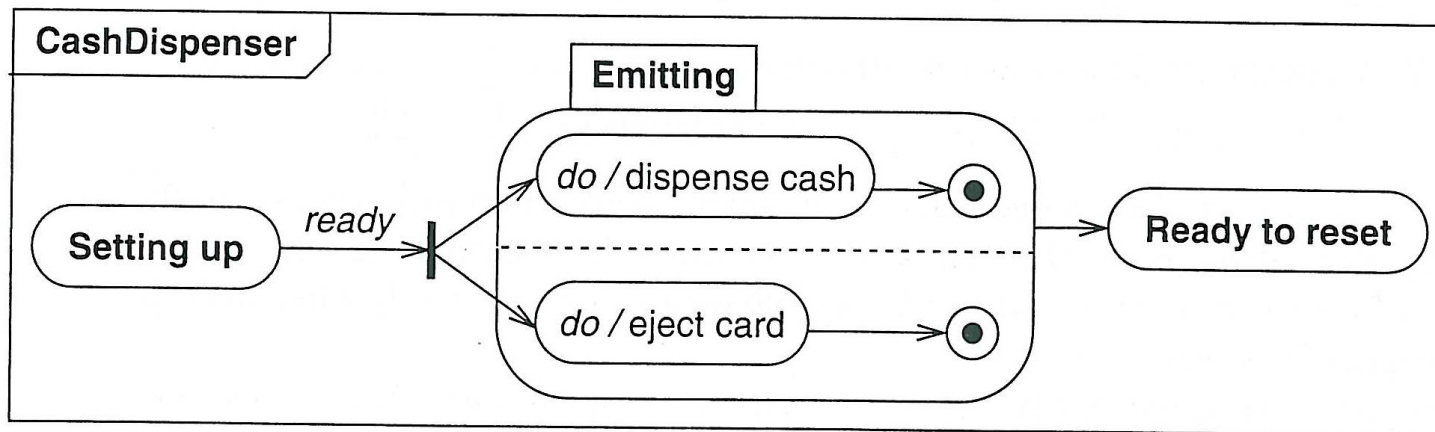 CashDispenser
Emitting
do / dispense cash
ready
Setting up
Ready to reset
do / eject card